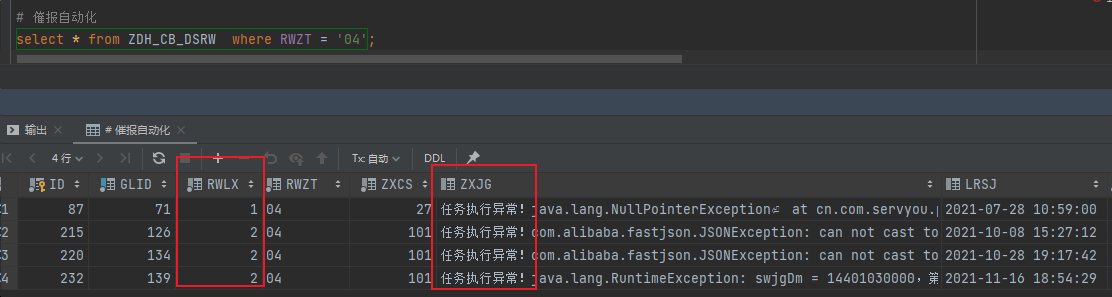 # 催报自动化
select * from ZDH_CB_DSRW where RWZT = '04';
输出 # 催报自动化
4 行 Tx: 自动 DDL
ID GLID RWLX RWZT ZXCS ZXJG LRSJ
1 87 71 1 04 27 任务执行异常! java.lang.NullPointerException at cn.com.servyou. 2021-07-28 10:59:00
2 215 126 2 04 101 任务执行异常! com.alibaba.fastjson.JSONException: can not cast to 2021-10-08 15:27:12
3 220 134 2 04 101 任务执行异常! com.alibaba.fastjson.JSONException: can not cast to 2021-10-28 19:17:42
4 232 139 2 04 101 任务执行异常! java.lang.RuntimeException: swjgDm = 14401030000，第 2021-11-16 18:54:29